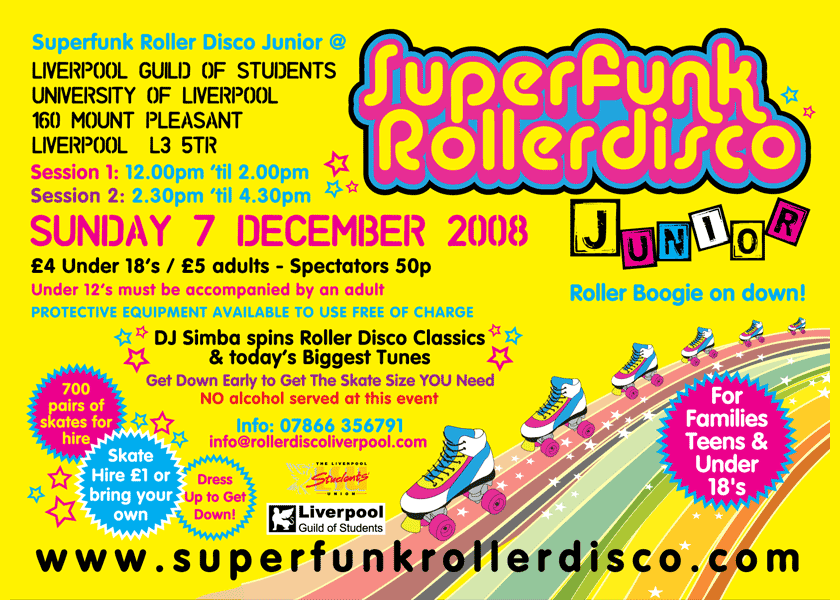 Superfunk Roller Disco Junior @
LIVERPOOL GUILD OF STUDENTS
UNIVERSITY OF LIVERPOOL
160 MOUNT PLEASANT
LIVERPOOL L3 5TR
Session 1: 12.00pm ‘til 2.00pm
Session 2: 2.30pm ‘til 4.30pm
SUNDAY 7 DECEMBER 2008
£4 Under 18’s / £5 adults - Spectators 50p
Under 12’s must be accompanied by an adult
PROTECTIVE EQUIPMENT AVAILABLE TO USE FREE OF CHARGE
Superfunk
Rollerdisco
JUNIOR
Roller Boogie on down!
DJ Simba spins Roller Disco Classics
& today’s Biggest Tunes
Get Down Early to Get The Skate Size YOU Need
NO alcohol served at this event
Info: 07866 356791
info@rollerdiscoliverpool.com
700
pairs of
skates for
hire
Skate
Hire £1 or
bring your
own
Dress
Up to Get
Down!
THE LIVERPOOL
Students'
UNION
Liverpool
Guild of Students
For
Families
Teens &
Under
18's
www.superfunkrollerdisco.com